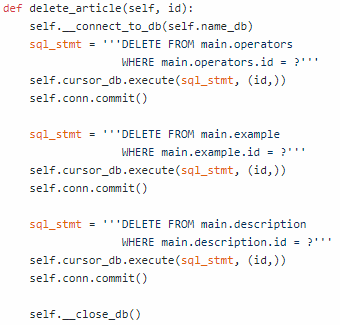 def delete_article(self, id):
    self.__connect_to_db(self.name_db)
    sql_stmt = '''DELETE FROM main.operators
                  WHERE main.operators.id = ?'''
    self.cursor_db.execute(sql_stmt, (id,))
    self.conn.commit()

    sql_stmt = '''DELETE FROM main.example
                  WHERE main.example.id = ?'''
    self.cursor_db.execute(sql_stmt, (id,))
    self.conn.commit()

    sql_stmt = '''DELETE FROM main.description
                  WHERE main.description.id = ?'''
    self.cursor_db.execute(sql_stmt, (id,))
    self.conn.commit()

    self.__close_db()